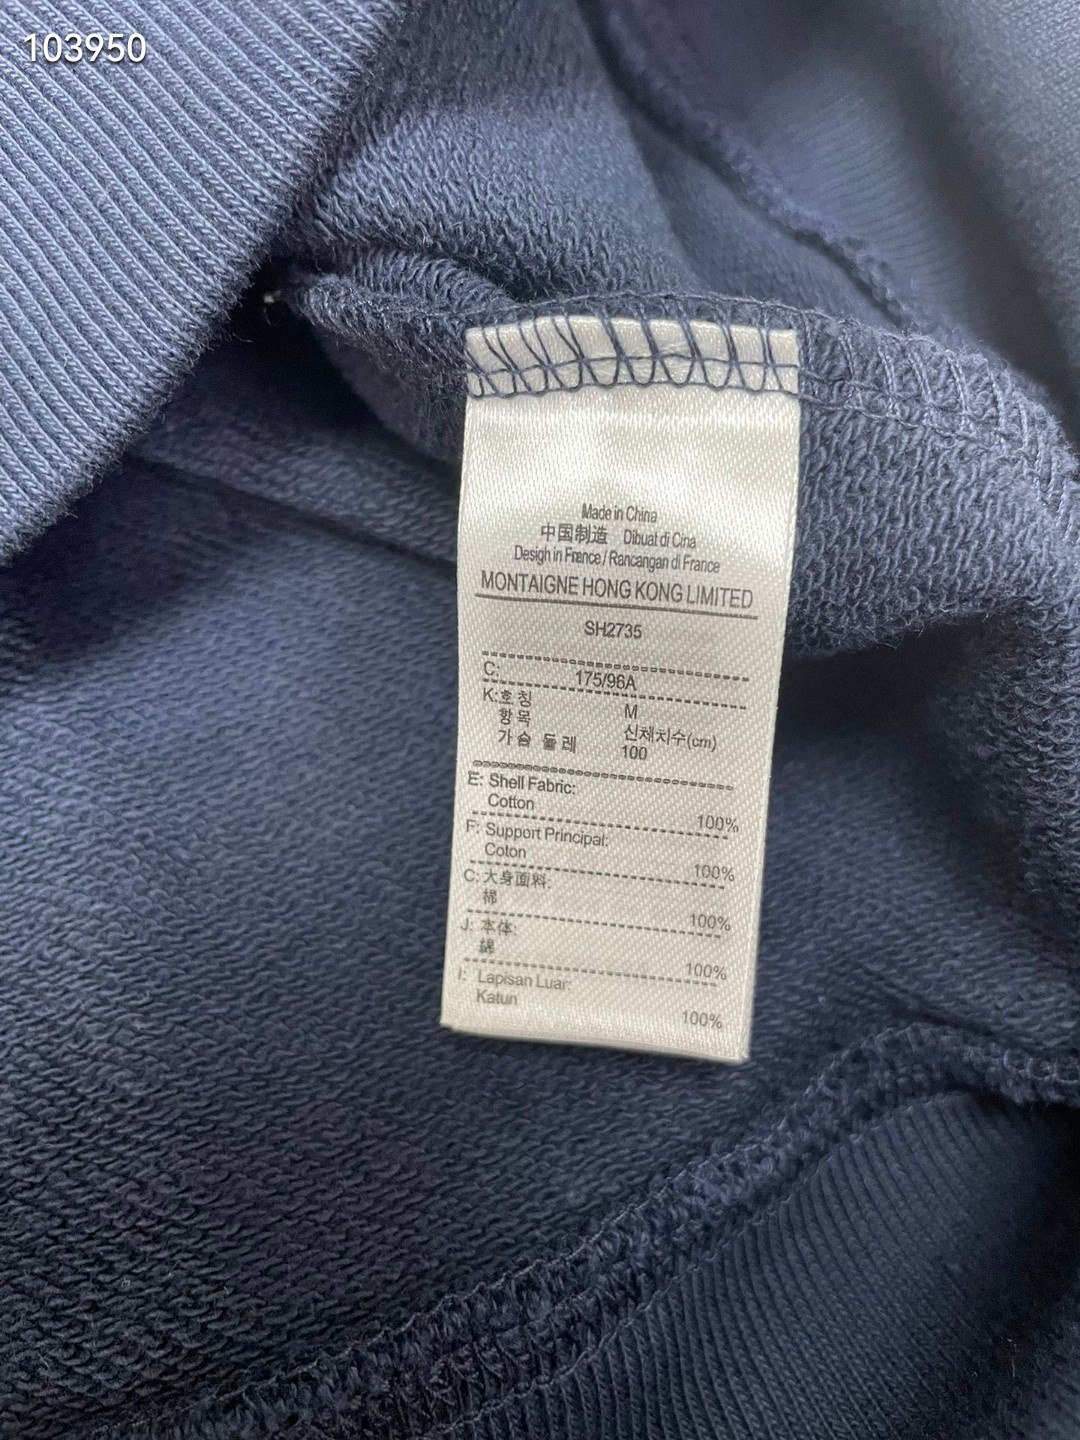 103950
Made in China
中国制造 Dibuat di Cina
Desigh in France / Rancangan di France
MONTAIGNE HONG KONG LIMITED
SH2735
C: 175/96A
K:호칭 M
항목 신체치수(cm)
가슴 둘레 100
E: Shell Fabric:
Cotton 100%
F: Support Principal:
Coton 100%
C: 大身面料:
棉 100%
J: 本体:
綿 100%
I: Lapisan Luar:
Katun 100%